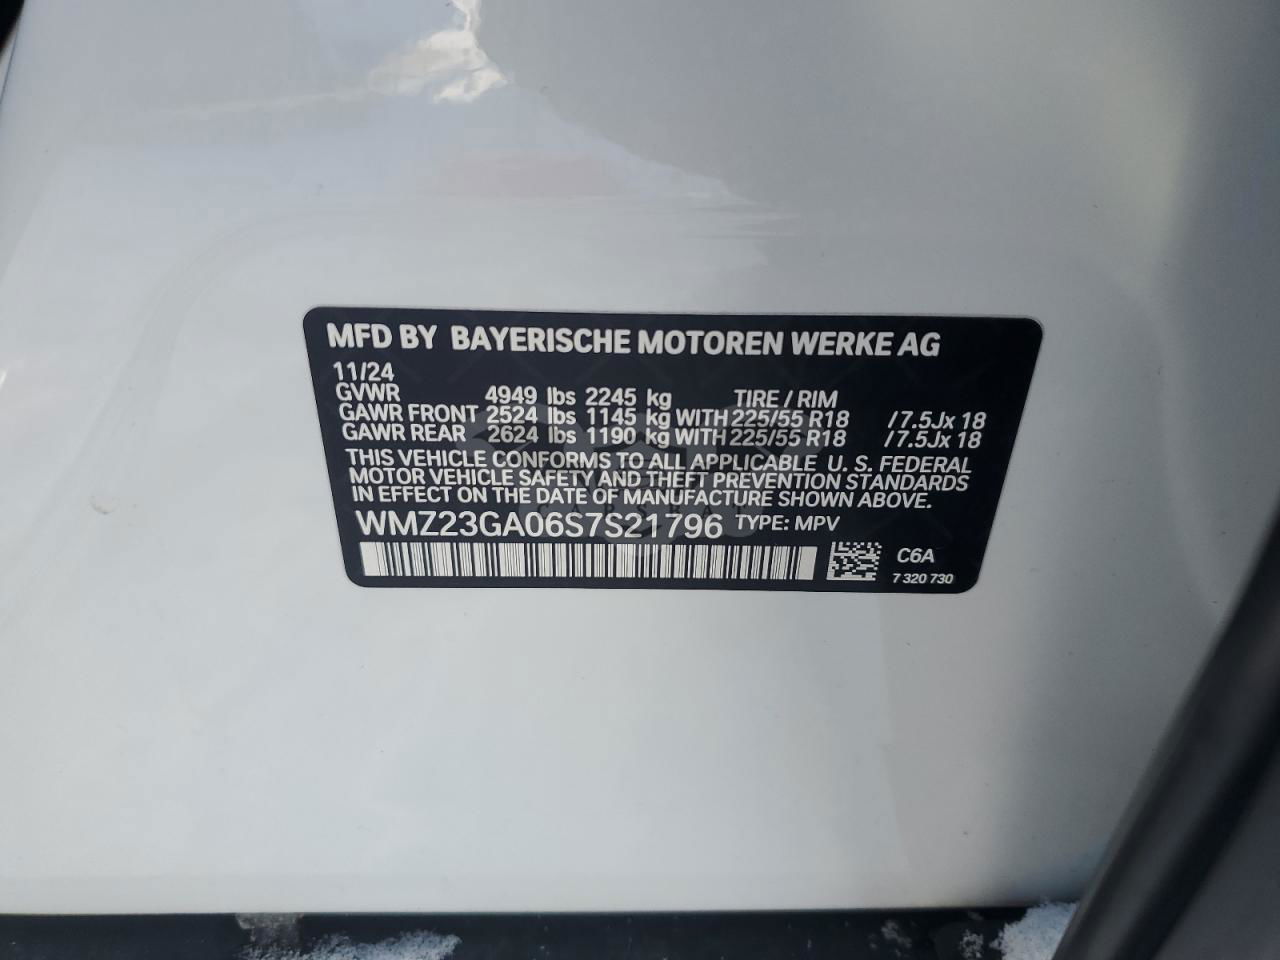 MFD BY BAYERISCHE MOTOREN WERKE AG
11/24
GVWR 4949 lbs 2245 kg TIRE / RIM
GAWR FRONT 2524 lbs 1145 kg WITH 225/55 R18 /7.5Jx 18
GAWR REAR 2624 lbs 1190 kg WITH 225/55 R18 /7.5Jx 18
THIS VEHICLE CONFORMS TO ALL APPLICABLE U. S. FEDERAL
MOTOR VEHICLE SAFETY AND THEFT PREVENTION STANDARDS
IN EFFECT ON THE DATE OF MANUFACTURE SHOWN ABOVE.
WMZ23GA06S7S21796 TYPE: MPV
C6A
7 320 730